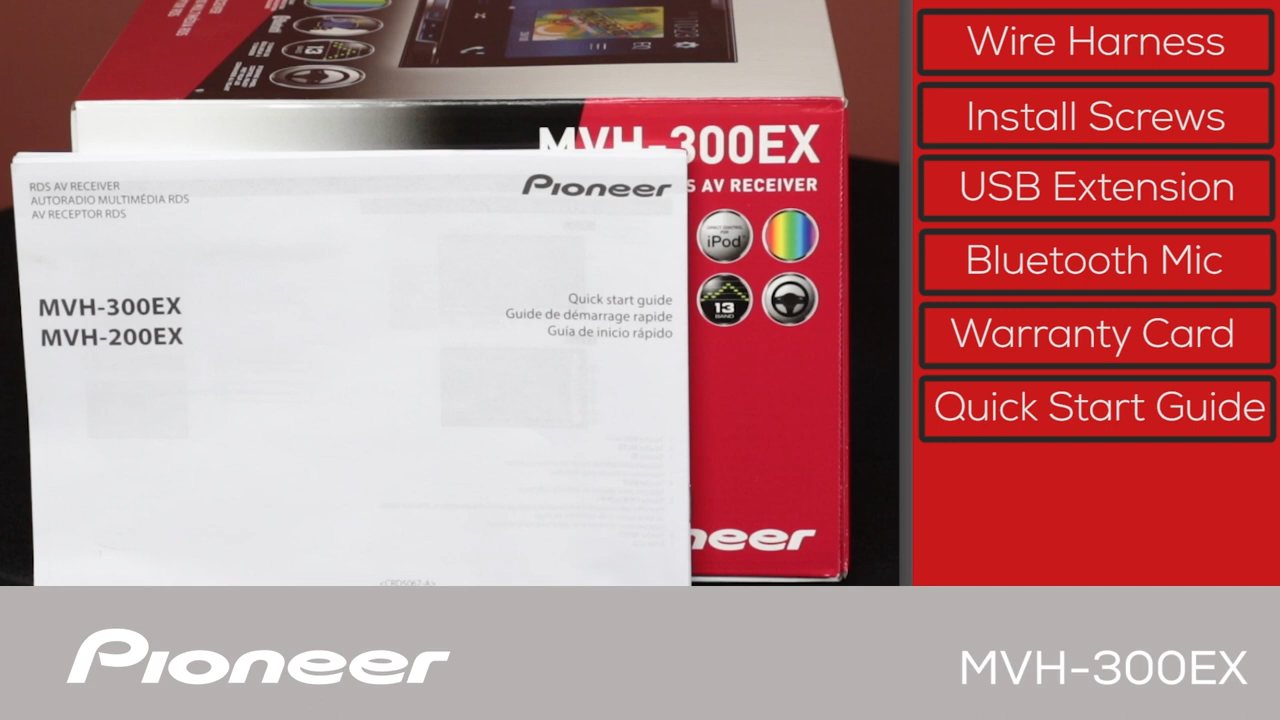 MVH-300EX
S AV RECEIVER
iPod
13
BAND
neer
RDS AV RECEIVER
AUTORADIO MULTIMÉDIA RDS
AV RECEPTOR RDS
Pioneer
MVH-300EX
MVH-200EX
Quick start guide
Guide de démarrage rapide
Guía de inicio rápido
<CRD5067-A>
Wire Harness
Install Screws
USB Extension
Bluetooth Mic
Warranty Card
Quick Start Guide
Pioneer
MVH-300EX